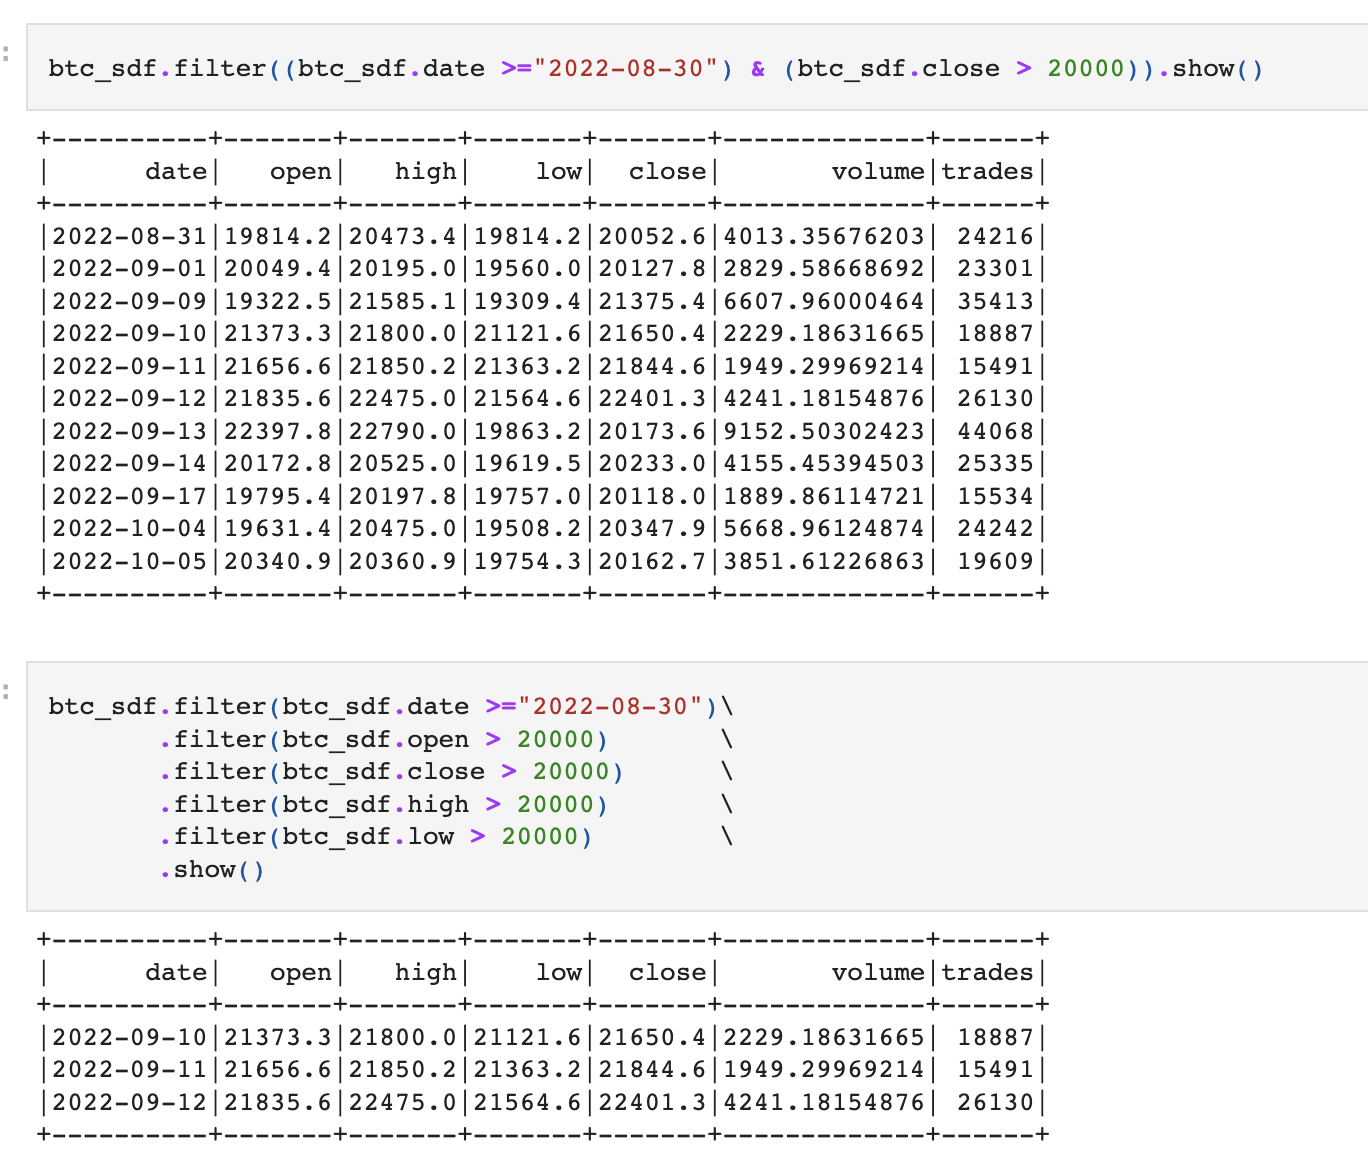 btc_sdf.filter((btc_sdf.date >="2022-08-30") & (btc_sdf.close > 20000)).show()
+----------+-------+-------+-------+-------+-------------+------+
|      date|   open|   high|    low|  close|       volume|trades|
+----------+-------+-------+-------+-------+-------------+------+
|2022-08-31|19814.2|20473.4|19814.2|20052.6|4013.35676203| 24216|
|2022-09-01|20049.4|20195.0|19560.0|20127.8|2829.58668692| 23301|
|2022-09-09|19322.5|21585.1|19309.4|21375.4|6607.96000464| 35413|
|2022-09-10|21373.3|21800.0|21121.6|21650.4|2229.18631665| 18887|
|2022-09-11|21656.6|21850.2|21363.2|21844.6|1949.29969214| 15491|
|2022-09-12|21835.6|22475.0|21564.6|22401.3|4241.18154876| 26130|
|2022-09-13|22397.8|22790.0|19863.2|20173.6|9152.50302423| 44068|
|2022-09-14|20172.8|20525.0|19619.5|20233.0|4155.45394503| 25335|
|2022-09-17|19795.4|20197.8|19757.0|20118.0|1889.86114721| 15534|
|2022-10-04|19631.4|20475.0|19508.2|20347.9|5668.96124874| 24242|
|2022-10-05|20340.9|20360.9|19754.3|20162.7|3851.61226863| 19609|
+----------+-------+-------+-------+-------+-------------+------+
btc_sdf.filter(btc_sdf.date >="2022-08-30")\
       .filter(btc_sdf.open > 20000)       \
       .filter(btc_sdf.close > 20000)      \
       .filter(btc_sdf.high > 20000)       \
       .filter(btc_sdf.low > 20000)        \
       .show()
+----------+-------+-------+-------+-------+-------------+------+
|      date|   open|   high|    low|  close|       volume|trades|
+----------+-------+-------+-------+-------+-------------+------+
|2022-09-10|21373.3|21800.0|21121.6|21650.4|2229.18631665| 18887|
|2022-09-11|21656.6|21850.2|21363.2|21844.6|1949.29969214| 15491|
|2022-09-12|21835.6|22475.0|21564.6|22401.3|4241.18154876| 26130|
+----------+-------+-------+-------+-------+-------------+------+